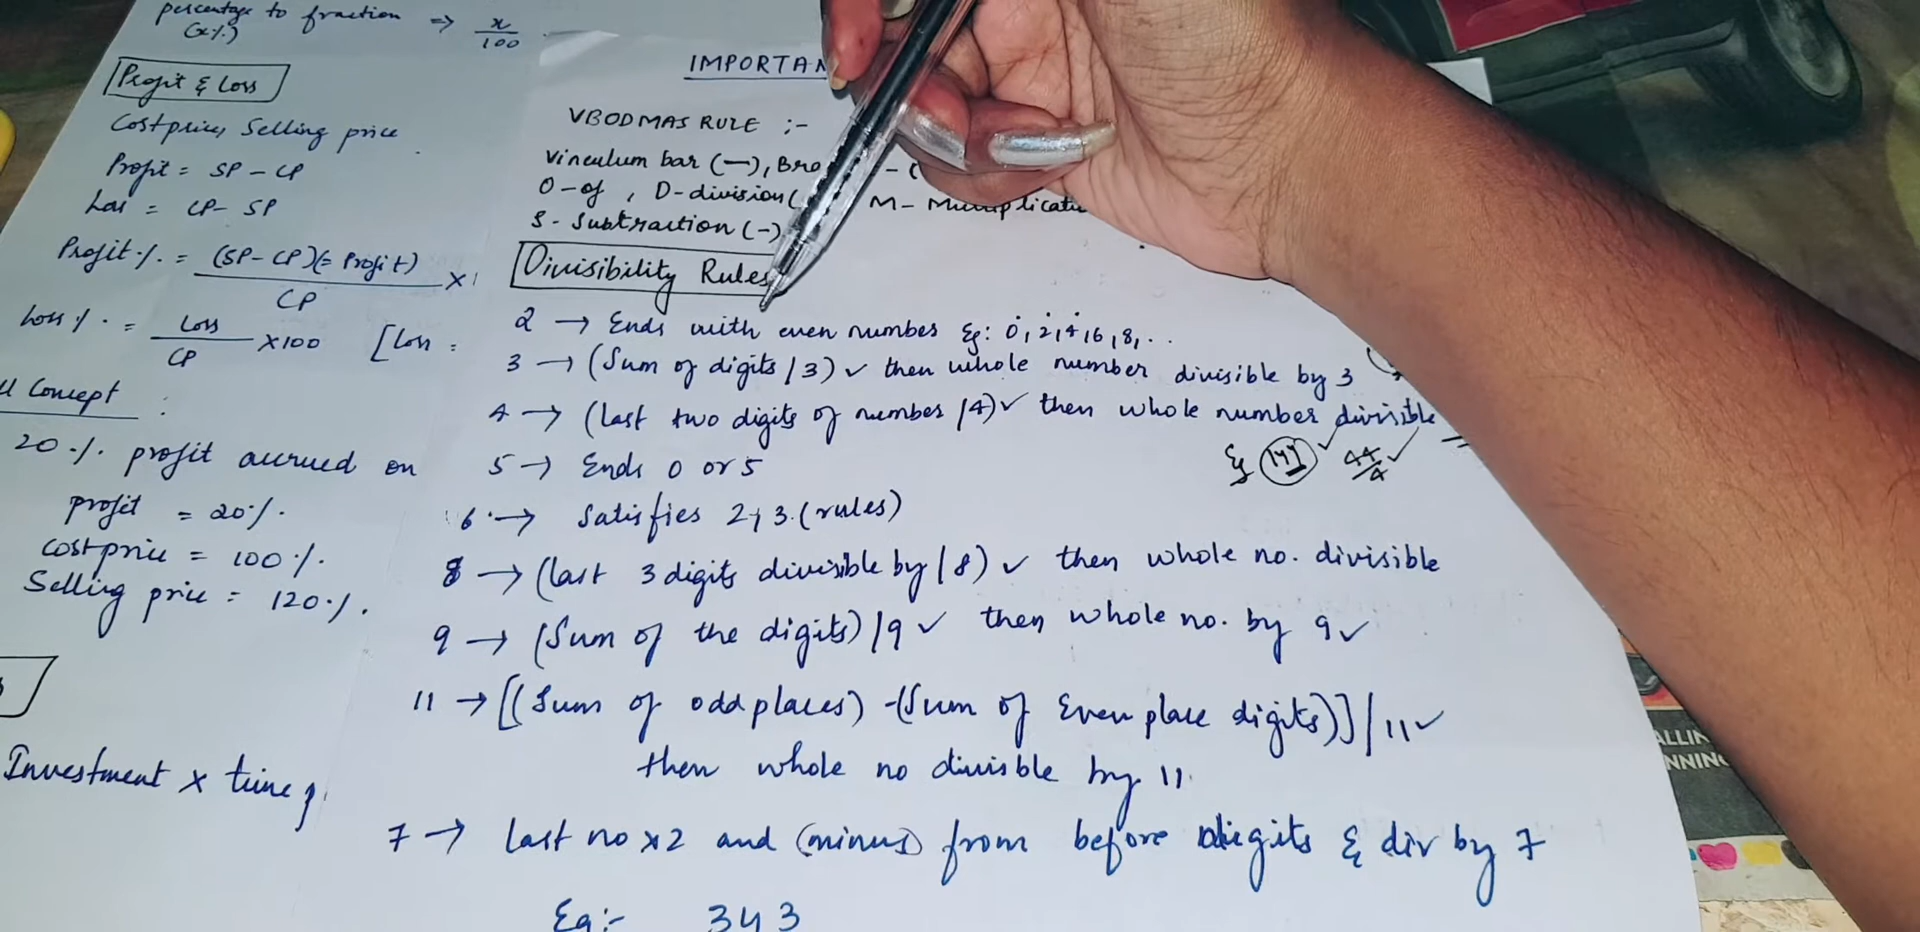 percentage to fraction => x/100
(x%)
Profit & Loss
Cost price, Selling price
Profit = SP - CP
Loss = CP - SP
Profit % = (SP - CP)(= Profit) / CP ×
Loss % = Loss / CP × 100 [Loss =
Concept :
20 % profit accrued on
profit = 20%.
Cost price = 100 %.
Selling price = 120 %.
Investment × time
IMPORTAN
VBODMAS RULE :-
Vinculum bar (—), Bra - (
O - of , D - division ( M - Multiplicati
S - Subtraction (-)
Divisibility Rules
2 → Ends with even number Eg: 0, 2, 4, 6, 8, ..
3 → (Sum of digits / 3) ✓ then whole number divisible by 3
4 → (last two digits of number / 4) ✓ then whole number divisible
& 144 ✓ 44/4 ✓
5 → Ends 0 or 5
6 → Satisfies 2, 3. (rules)
8 → (last 3 digits divisible by / 8) ✓ then whole no. divisible
9 → (Sum of the digits) / 9 ✓ then whole no. by 9 ✓
11 → [(Sum of odd places) - (Sum of Even place digits)] / 11 ✓
then whole no divisble by 11.
7 → last no × 2 and (minus) from before digits & div by 7
Eg:- 343